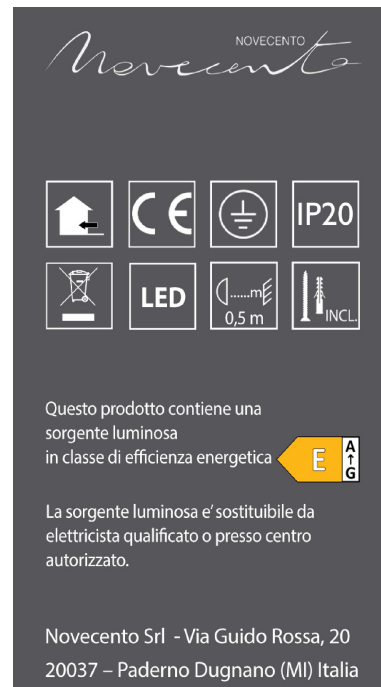 NOVECENTO
Novecento
CE
IP20
LED
m
0,5 m
INCL.
Questo prodotto contiene una
sorgente luminosa
in classe di efficienza energetica E A G
La sorgente luminosa e' sostituibile da
elettricista qualificato o presso centro
autorizzato.
Novecento Srl - Via Guido Rossa, 20
20037 – Paderno Dugnano (MI) Italia